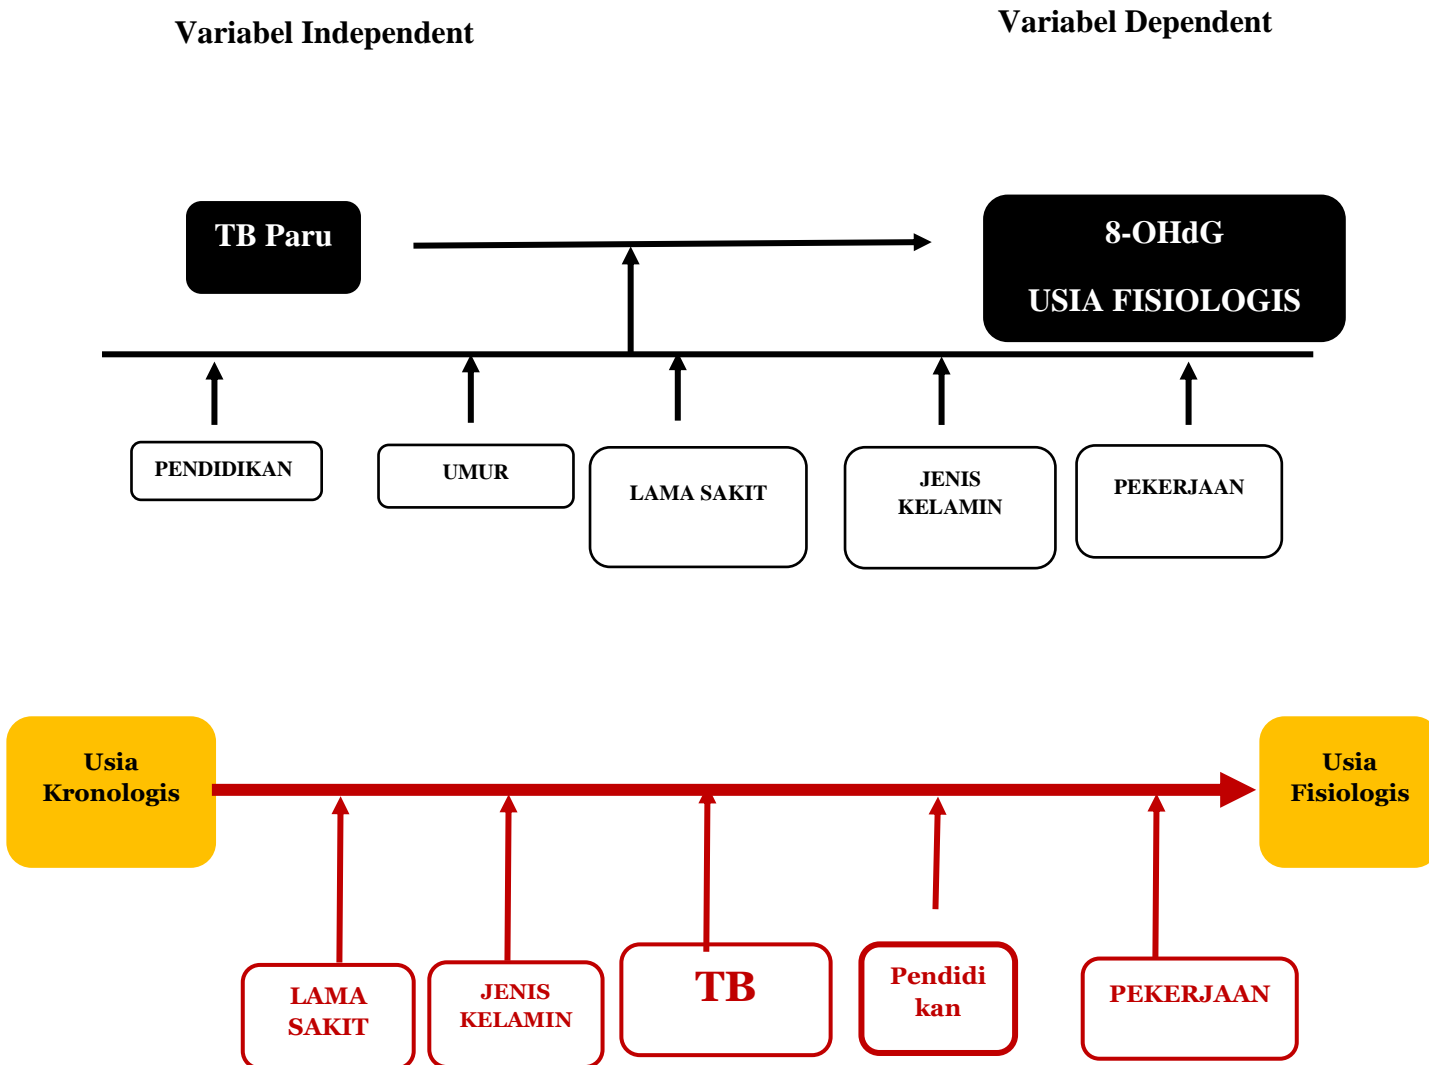 Variabel Independent
Variabel Dependent
TB Paru
8-OHdG
USIA FISIOLOGIS
PENDIDIKAN
UMUR
LAMA SAKIT
JENIS
KELAMIN
PEKERJAAN
Usia
Kronologis
Usia
Fisiologis
LAMA
SAKIT
JENIS
KELAMIN
TB
Pendidi
kan
PEKERJAAN